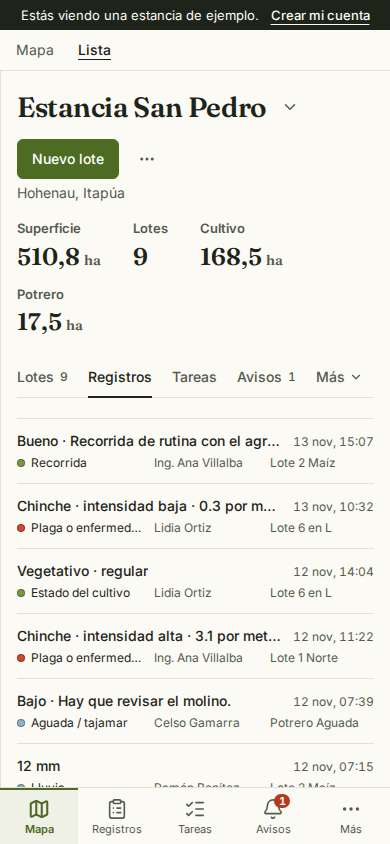 Estás viendo una estancia de ejemplo. Crear mi cuenta
Mapa Lista
Estancia San Pedro
Nuevo lote ...
Hohenau, Itapúa
Superficie Lotes Cultivo
510,8 ha 9 168,5 ha
Potrero
17,5 ha
Lotes 9 Registros Tareas Avisos 1 Más
Bueno · Recorrida de rutina con el agr... 13 nov, 15:07
Recorrida Ing. Ana Villalba Lote 2 Maíz
Chinche · intensidad baja · 0.3 por m... 13 nov, 10:32
Plaga o enfermed... Lidia Ortiz Lote 6 en L
Vegetativo · regular 12 nov, 14:04
Estado del cultivo Lidia Ortiz Lote 6 en L
Chinche · intensidad alta · 3.1 por met... 12 nov, 11:22
Plaga o enfermed... Ing. Ana Villalba Lote 1 Norte
Bajo · Hay que revisar el molino. 12 nov, 07:39
Aguada / tajamar Celso Gamarra Potrero Aguada
12 mm 12 nov, 07:15
Lluvia Román Benítez Lote 2 Maíz
1
Mapa Registros Tareas Avisos Más